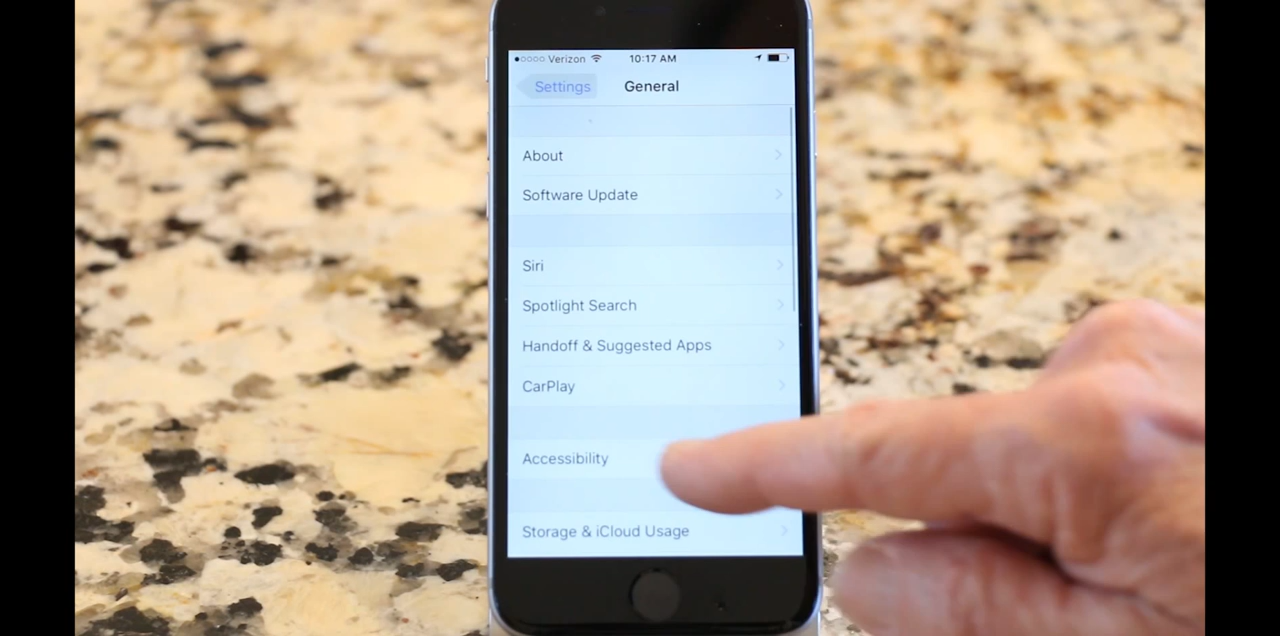 Verizon 10:17 AM
Settings General
About
Software Update
Siri
Spotlight Search
Handoff & Suggested Apps
CarPlay
Accessibility
Storage & iCloud Usage